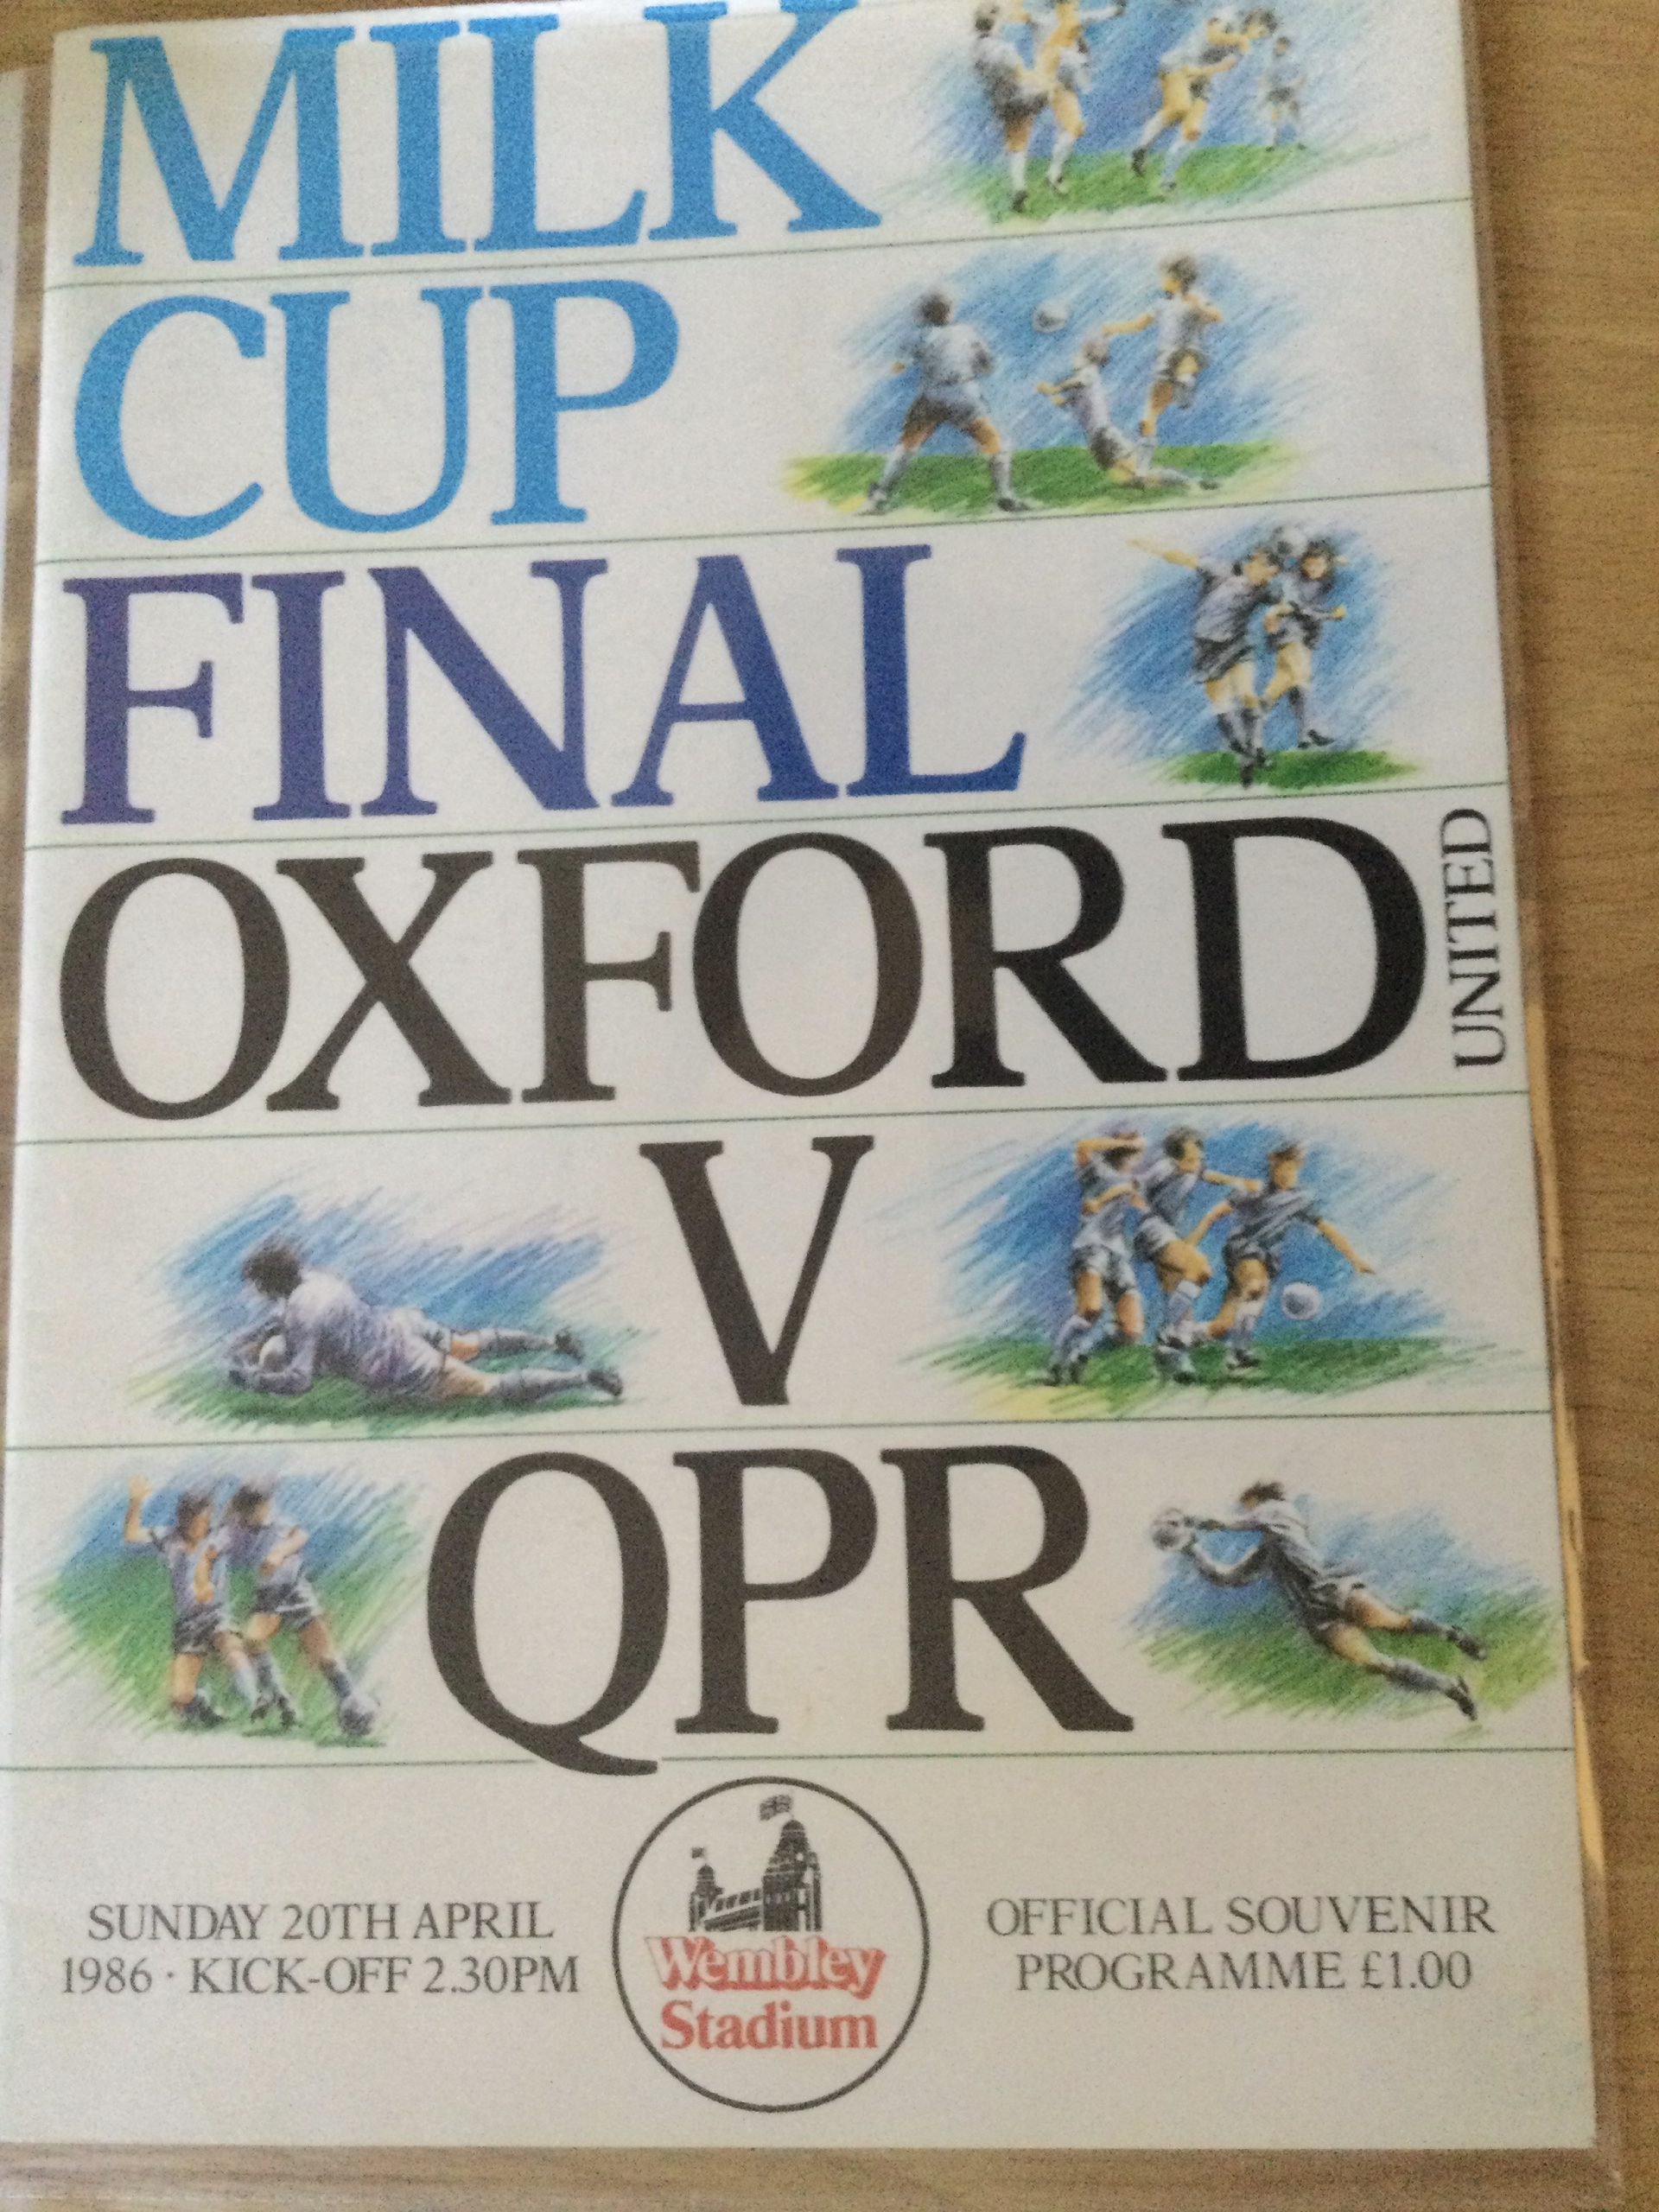 MILK
CUP
FINAL
OXFORD UNITED
V
QPR
SUNDAY 20TH APRIL
1986 · KICK-OFF 2.30PM
Wembley
Stadium
OFFICIAL SOUVENIR
PROGRAMME £1.00